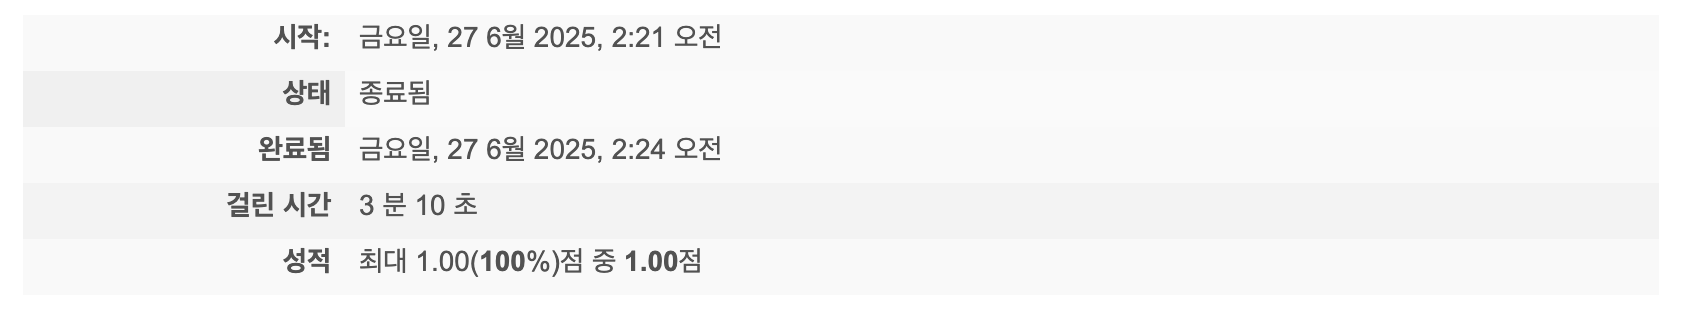 시작: 금요일, 27 6월 2025, 2:21 오전
상태 종료됨
완료됨 금요일, 27 6월 2025, 2:24 오전
걸린 시간 3 분 10 초
성적 최대 1.00(100%)점 중 1.00점